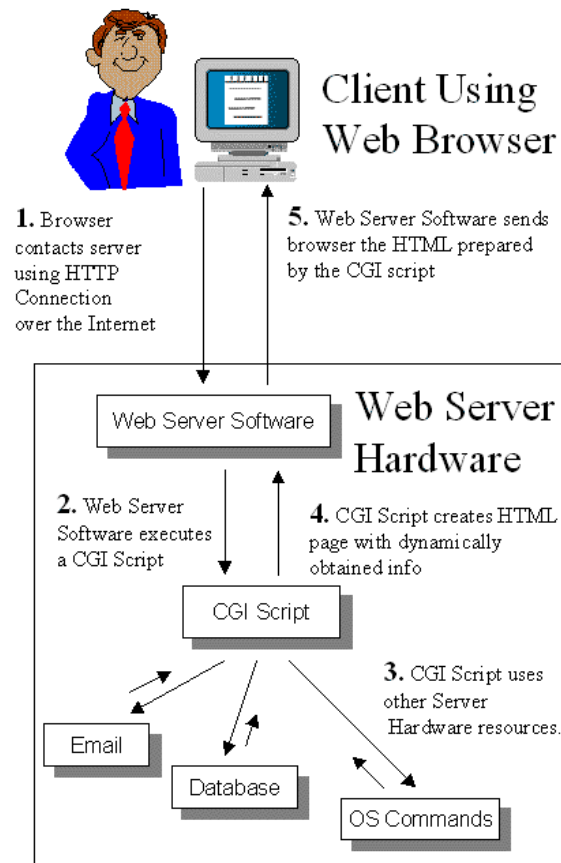 Client Using
Web Browser
1. Browser
contacts server
using HTTP
Connection
over the Internet
5. Web Server Software sends
browser the HTML prepared
by the CGI script
Web Server Software
Web Server
Hardware
2. Web Server
Software executes
a CGI Script
4. CGI Script creates HTML
page with dynamically
obtained info
CGI Script
3. CGI Script uses
other Server
Hardware resources.
Email
Database
OS Commands